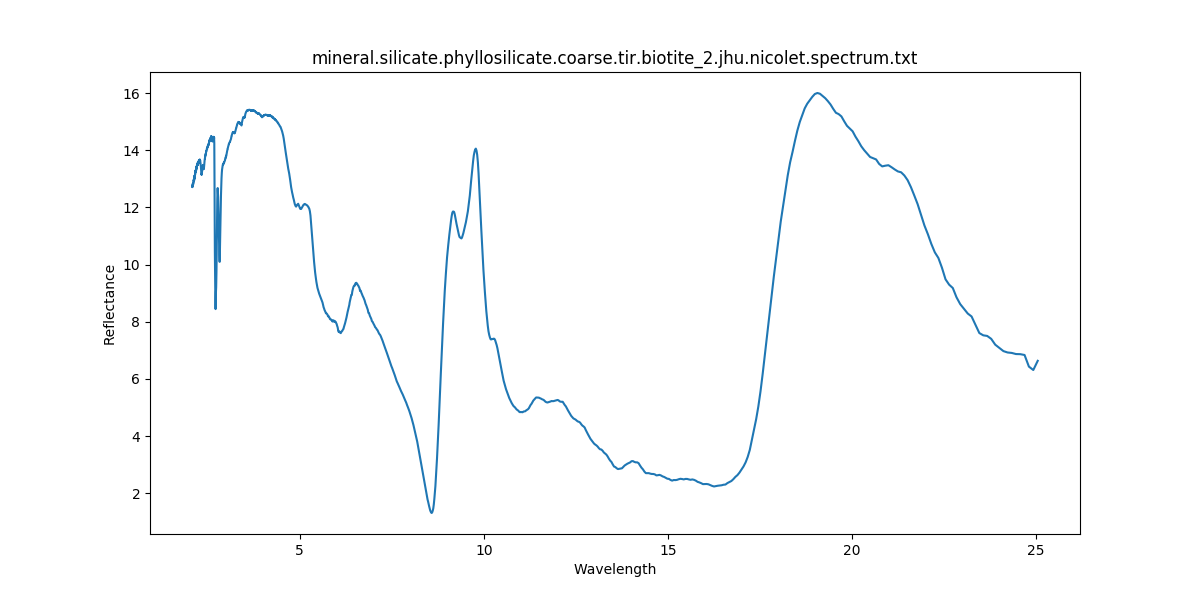 mineral.silicate.phyllosilicate.coarse.tir.biotite_2.jhu.nicolet.spectrum.txt
16
14
12
10
8
6
4
2
Reflectance
5 10 15 20 25
Wavelength